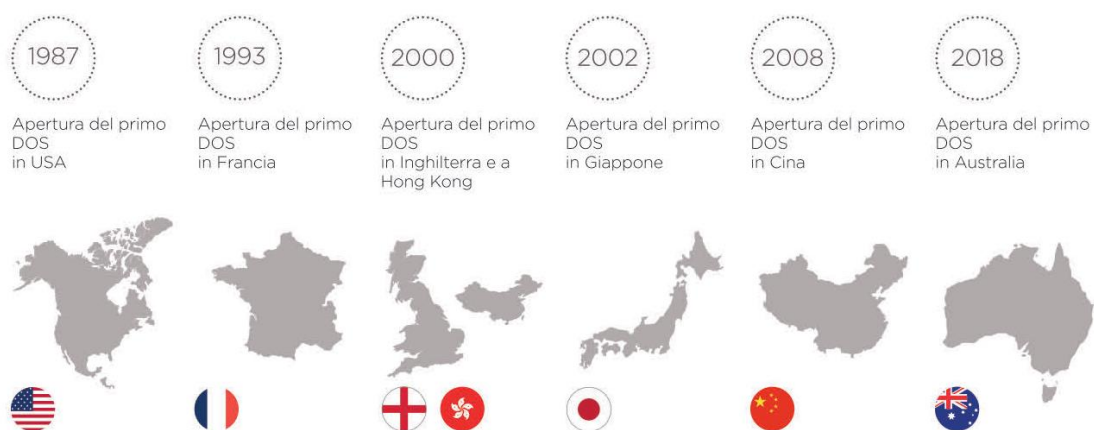 1987
Apertura del primo
DOS
in USA
1993
Apertura del primo
DOS
in Francia
2000
Apertura del primo
DOS
in Inghilterra e a
Hong Kong
2002
Apertura del primo
DOS
in Giappone
2008
Apertura del primo
DOS
in Cina
2018
Apertura del primo
DOS
in Australia